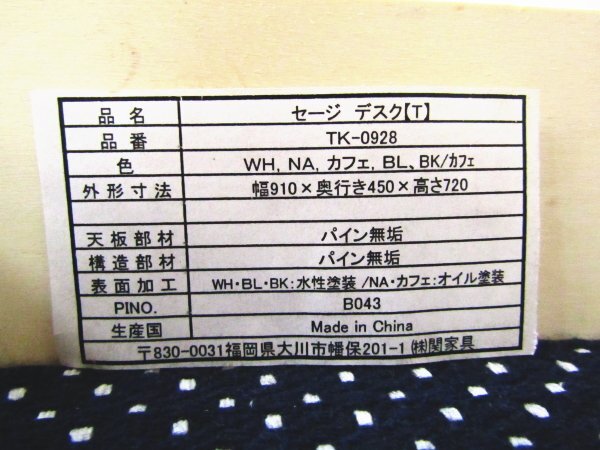 品名 セージ デスク【T】
品番 TK-0928
色 WH, NA, カフェ, BL、BK/カフェ
外形寸法 幅910×奥行き450×高さ720
天板部材 パイン無垢
構造部材 パイン無垢
表面加工 WH・BL・BK:水性塗装 /NA・カフェ:オイル塗装
PINO. B043
生産国 Made in China
〒830-0031福岡県大川市幡保201-1 ㈱関家具